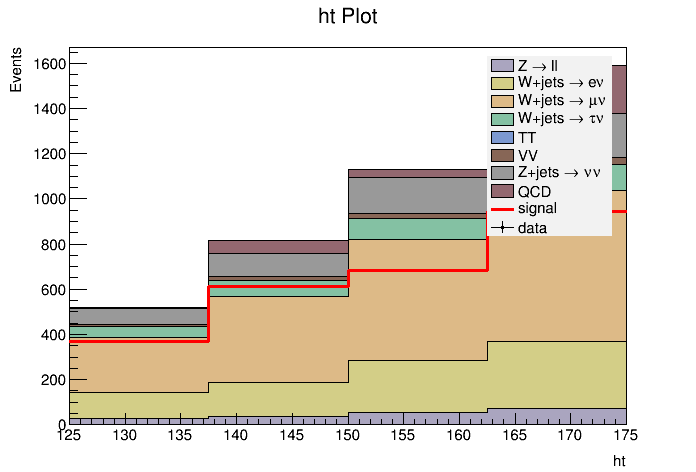 ht Plot
Events
1600
1400
1200
1000
800
600
400
200
0
Z → ll
W+jets → eν
W+jets → μν
W+jets → τν
TT
VV
Z+jets → νν
QCD
signal
data
125 130 135 140 145 150 155 160 165 170 175
ht